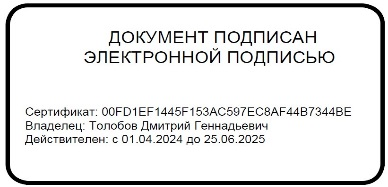 ДОКУМЕНТ ПОДПИСАН
ЭЛЕКТРОННОЙ ПОДПИСЬЮ
Сертификат: 00FD1EF1445F153AC597EC8AF44B7344BE
Владелец: Толобов Дмитрий Геннадьевич
Действителен: с 01.04.2024 до 25.06.2025